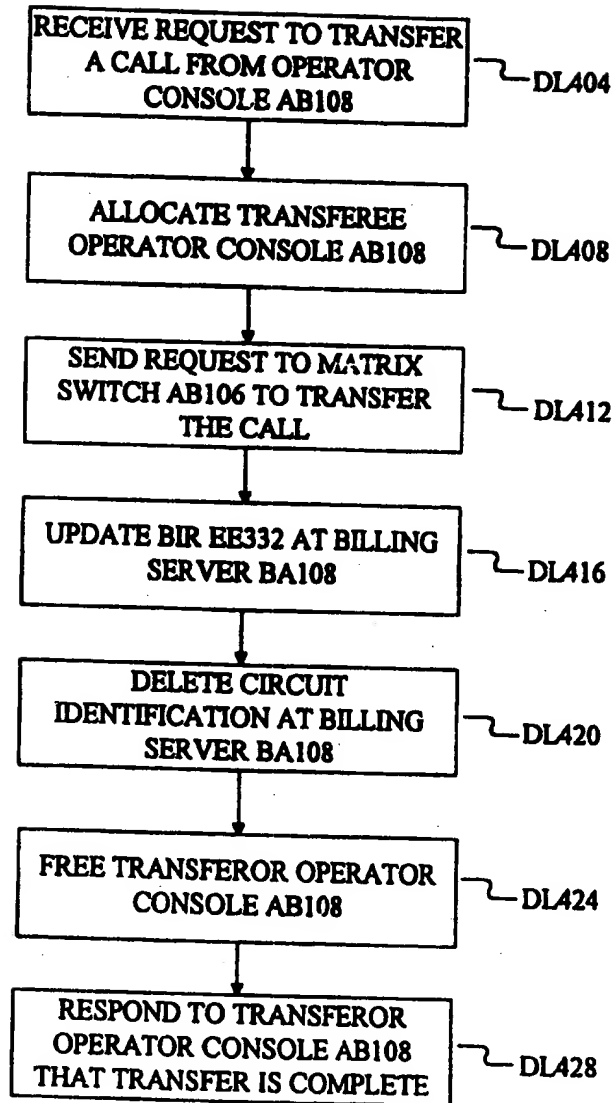 RECEIVE REQUEST TO TRANSFER
A CALL FROM OPERATOR
CONSOLE AB108
DL404
ALLOCATE TRANSFEREE
OPERATOR CONSOLE AB108
DL408
SEND REQUEST TO MATRIX
SWITCH AB106 TO TRANSFER
THE CALL
DL412
UPDATE BIR EE332 AT BILLING
SERVER BA108
DL416
DELETE CIRCUIT
IDENTIFICATION AT BILLING
SERVER BA108
DL420
FREE TRANSFEROR OPERATOR
CONSOLE AB108
DL424
RESPOND TO TRANSFEROR
OPERATOR CONSOLE AB108
THAT TRANSFER IS COMPLETE
DL428